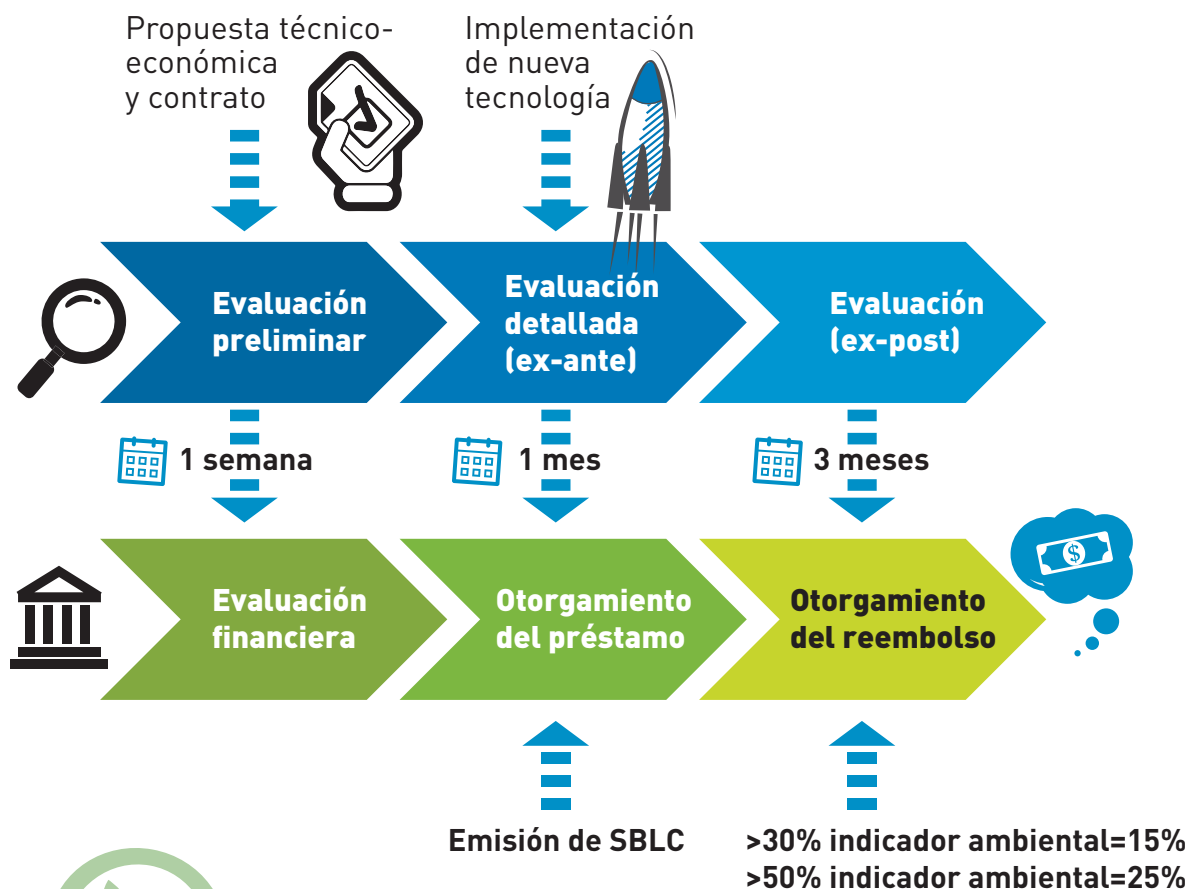 Propuesta técnico-
económica
y contrato
Implementación
de nueva
tecnología
Evaluación
preliminar
Evaluación
detallada
(ex-ante)
Evaluación
(ex-post)
1 semana
1 mes
3 meses
$
Evaluación
financiera
Otorgamiento
del préstamo
Otorgamiento
del reembolso
Emisión de SBLC
>30% indicador ambiental=15%
>50% indicador ambiental=25%